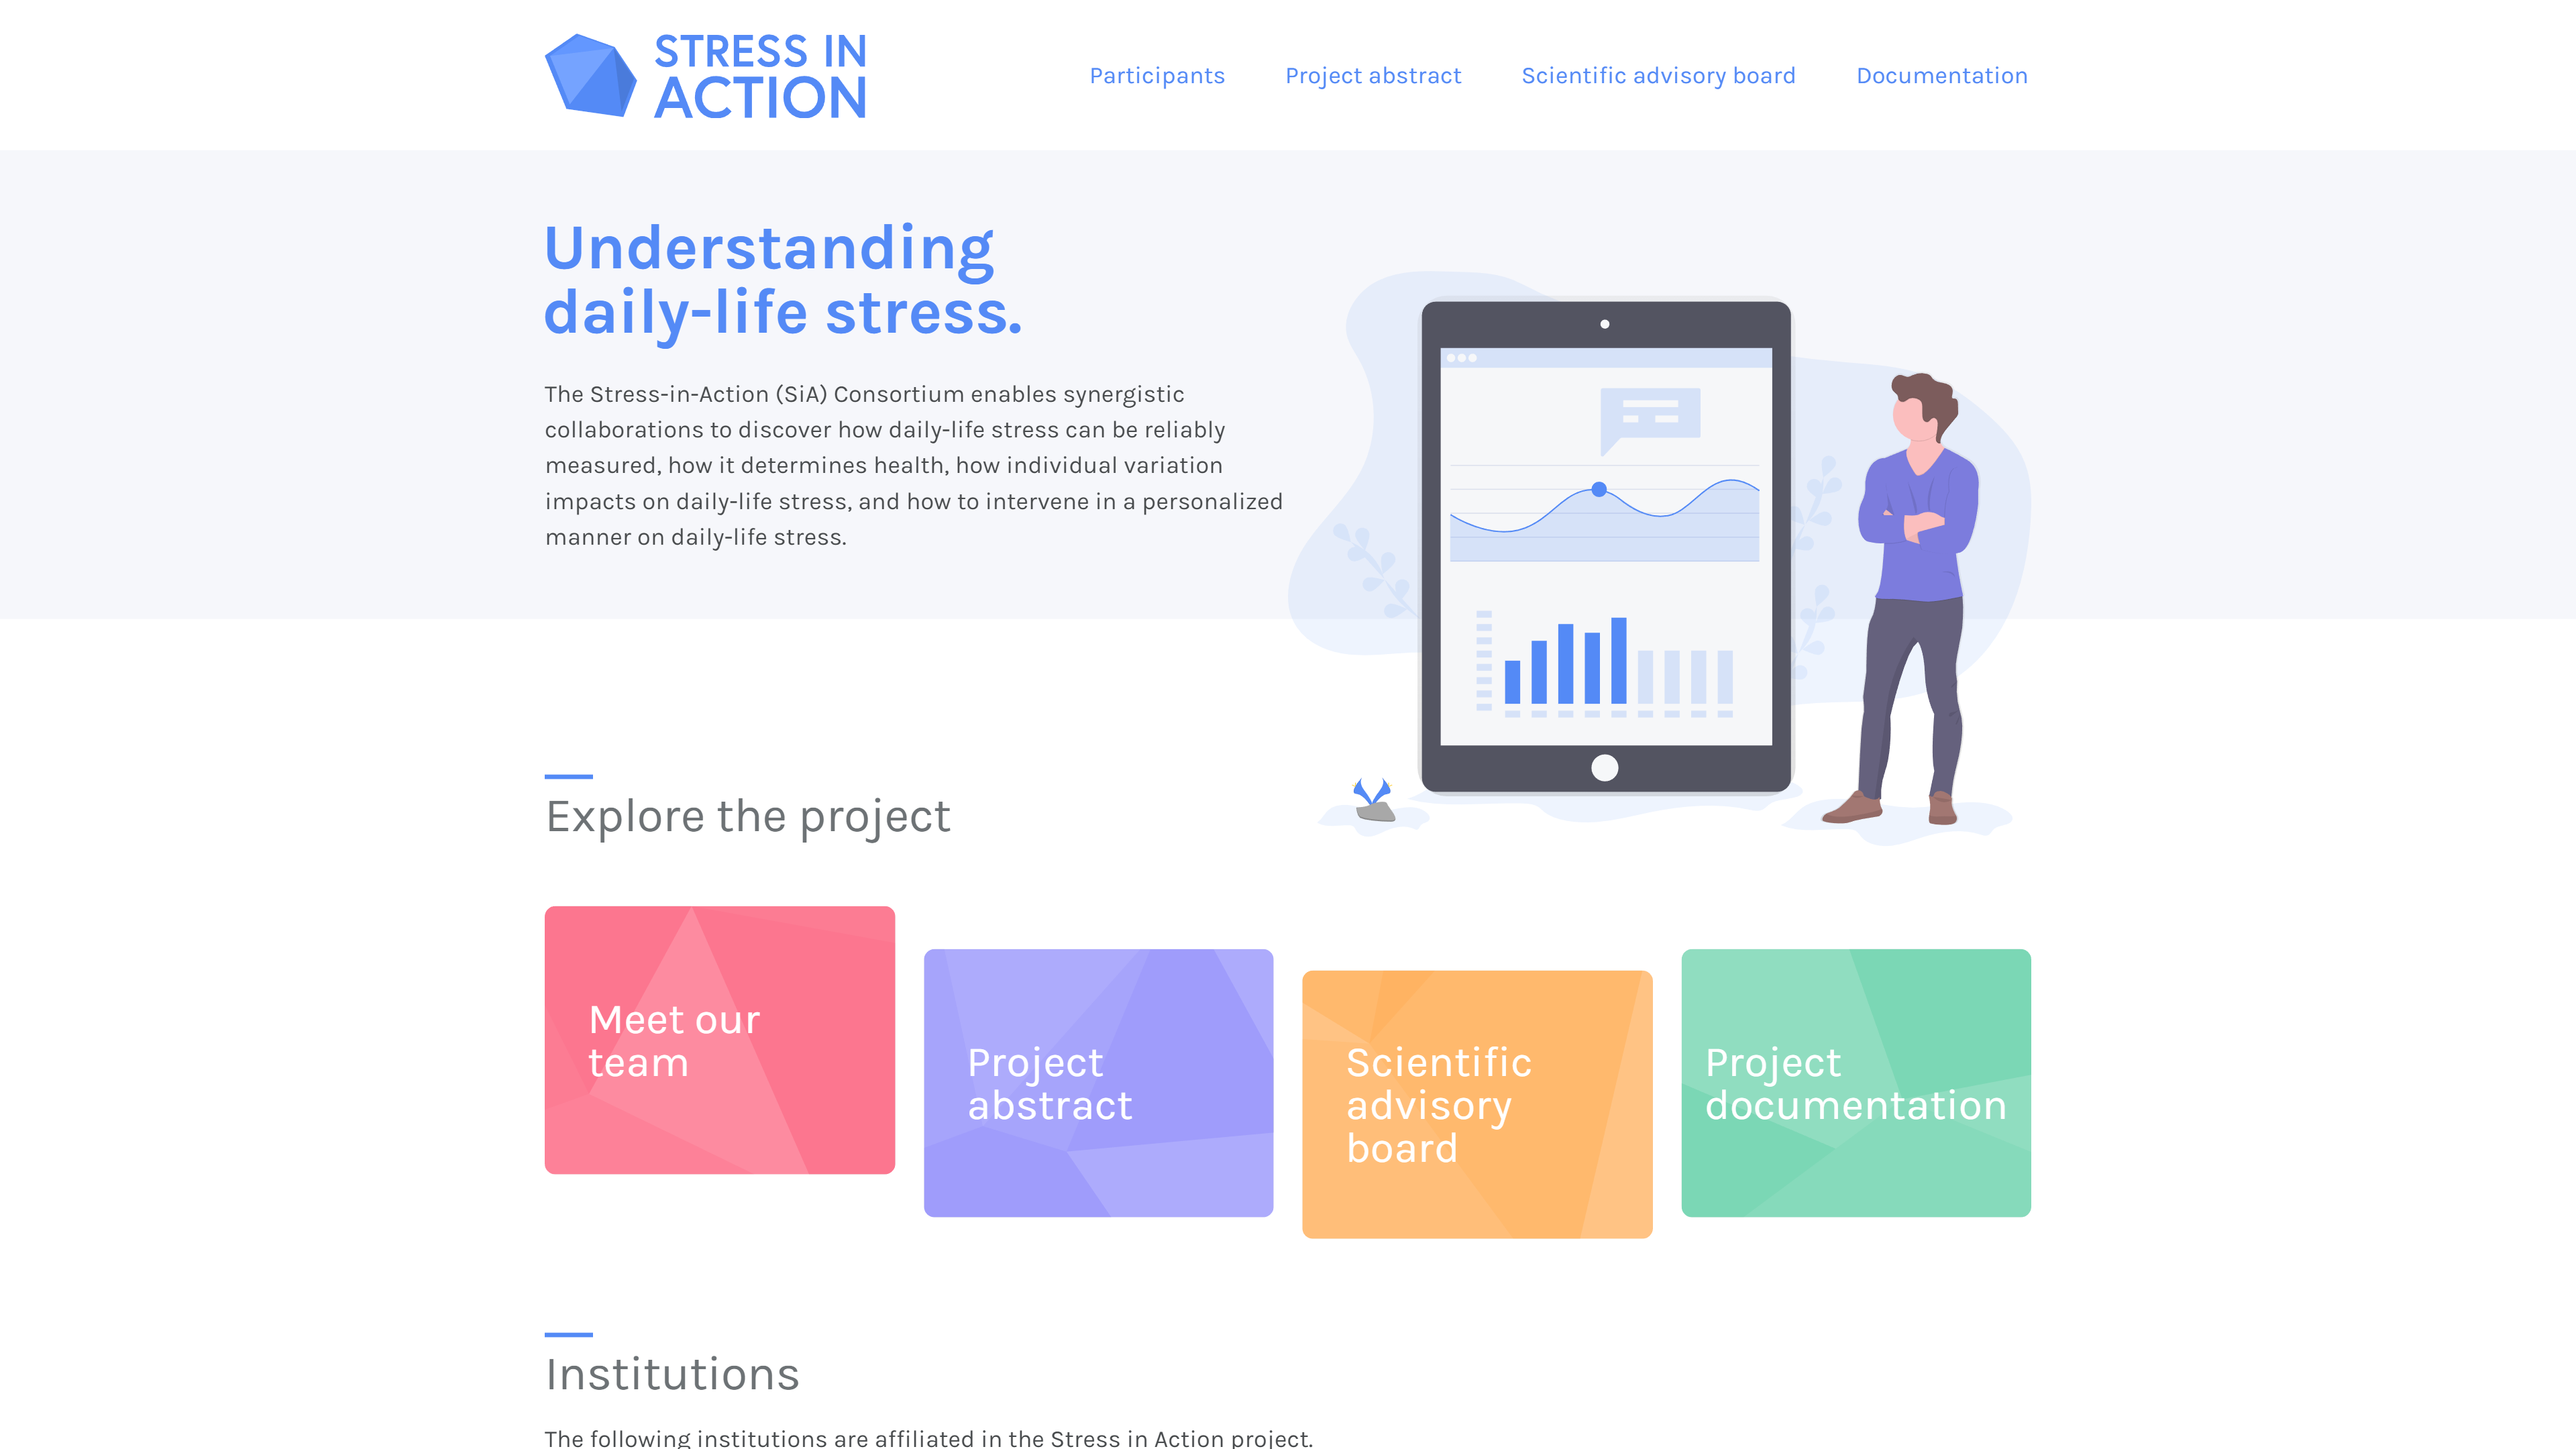 STRESS IN
ACTION
Participants
Project abstract
Scientific advisory board
Documentation
Understanding
daily-life stress.
The Stress-in-Action (SiA) Consortium enables synergistic
collaborations to discover how daily-life stress can be reliably
measured, how it determines health, how individual variation
impacts on daily-life stress, and how to intervene in a personalized
manner on daily-life stress.
Explore the project
Meet our
team
Project
abstract
Scientific
advisory
board
Project
documentation
Institutions
The following institutions are affiliated in the Stress in Action project.